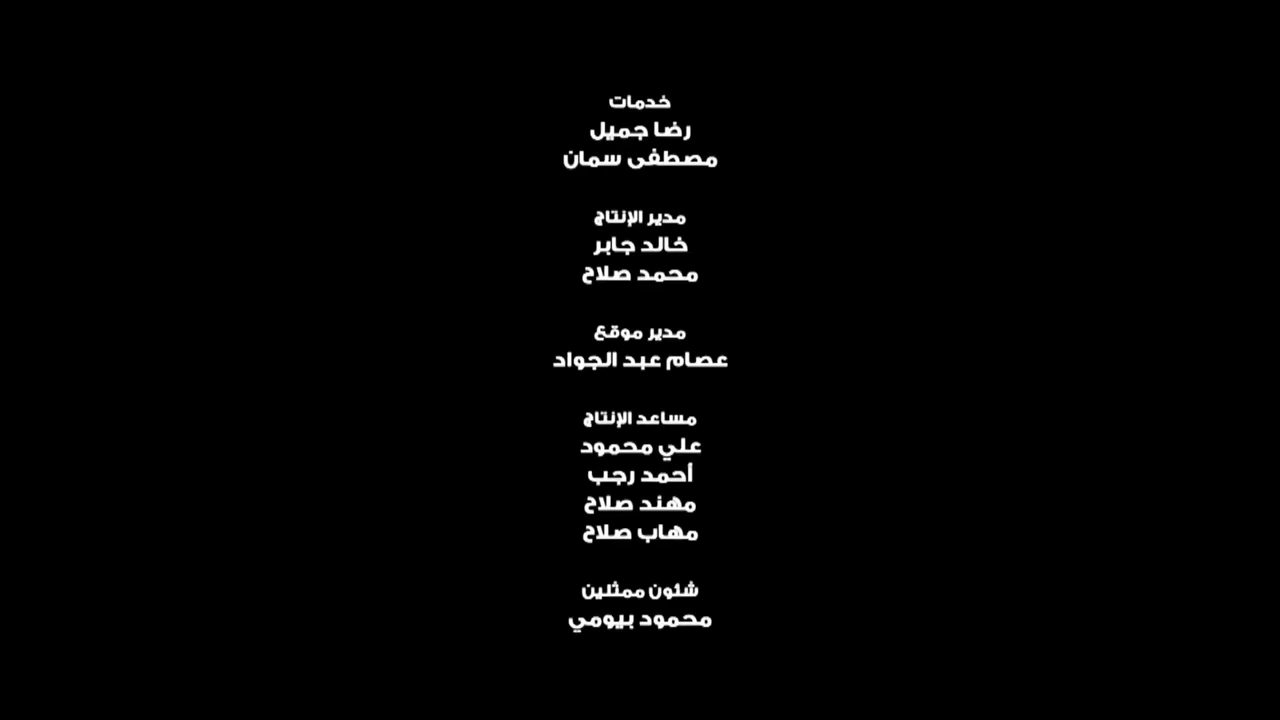 خدمات
رضا جميل
مصطفى سمان
مدير الإنتاج
خالد جابر
محمد صلاح
مدير موقع
عصام عبد الجواد
مساعد الإنتاج
علي محمود
أحمد رجب
مهند صلاح
مهاب صلاح
شئون ممثلين
محمود بيومي